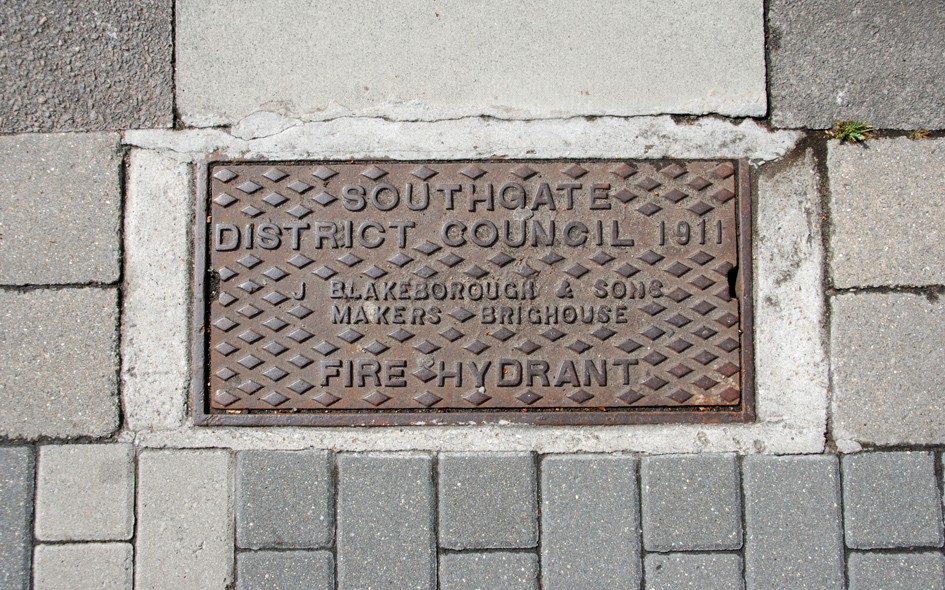 SOUTHGATE
DISTRICT COUNCIL 1911
J BLAKEBOROUGH & SONS
MAKERS BRIGHOUSE
FIRE HYDRANT